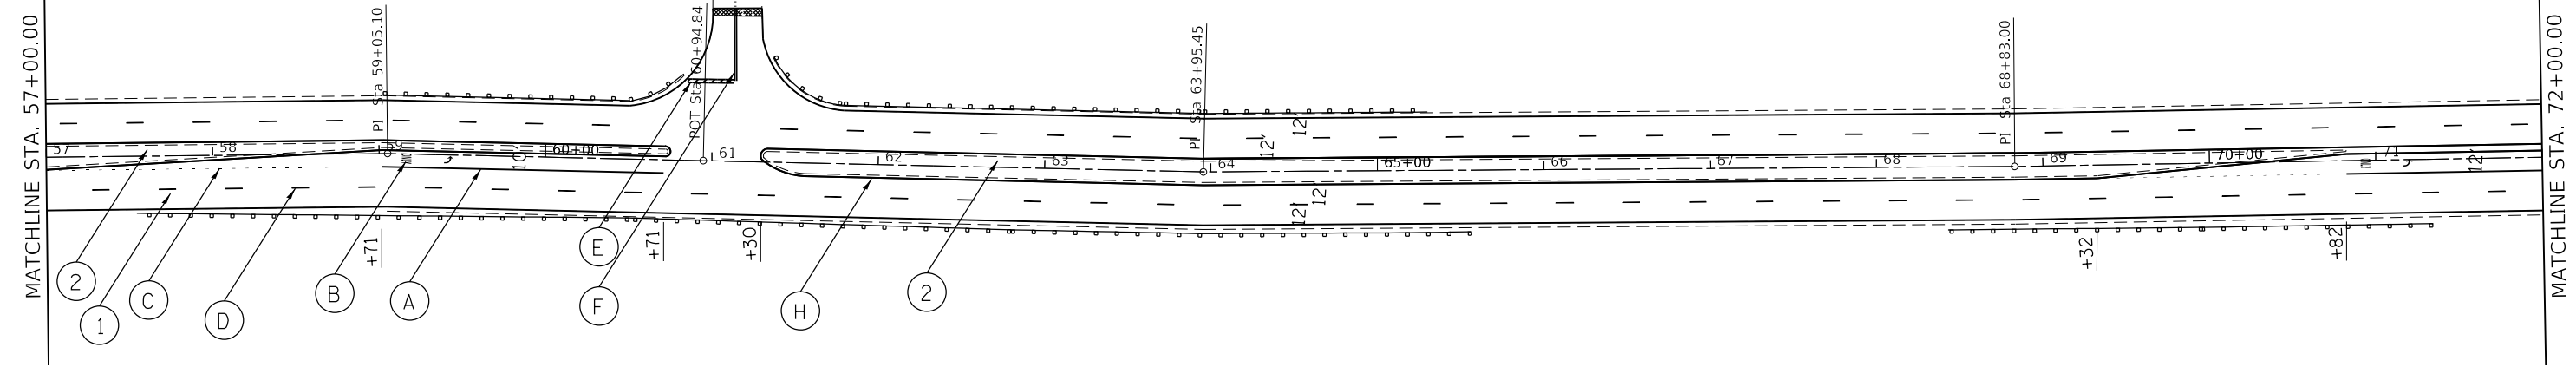 MATCHLINE STA. 57+00.00
PI Sta 59+05.10
POT Sta 60+94.84
PI Sta 63+95.45
PI Sta 68+83.00
MATCHLINE STA. 72+00.00
57
58
59
60+00
61
62
63
64
65+00
66
67
68
69
70+00
71
10'
12'
12'
12'
12'
12'
+71
+71
+30
+32
+82
2
1
C
D
B
A
E
F
H
2